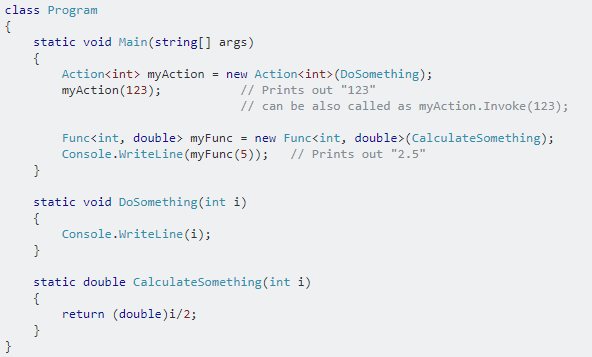 class Program
{
    static void Main(string[] args)
    {
        Action<int> myAction = new Action<int>(DoSomething);
        myAction(123);           // Prints out "123"
                                 // can be also called as myAction.Invoke(123);

        Func<int, double> myFunc = new Func<int, double>(CalculateSomething);
        Console.WriteLine(myFunc(5));   // Prints out "2.5"
    }

    static void DoSomething(int i)
    {
        Console.WriteLine(i);
    }

    static double CalculateSomething(int i)
    {
        return (double)i/2;
    }
}